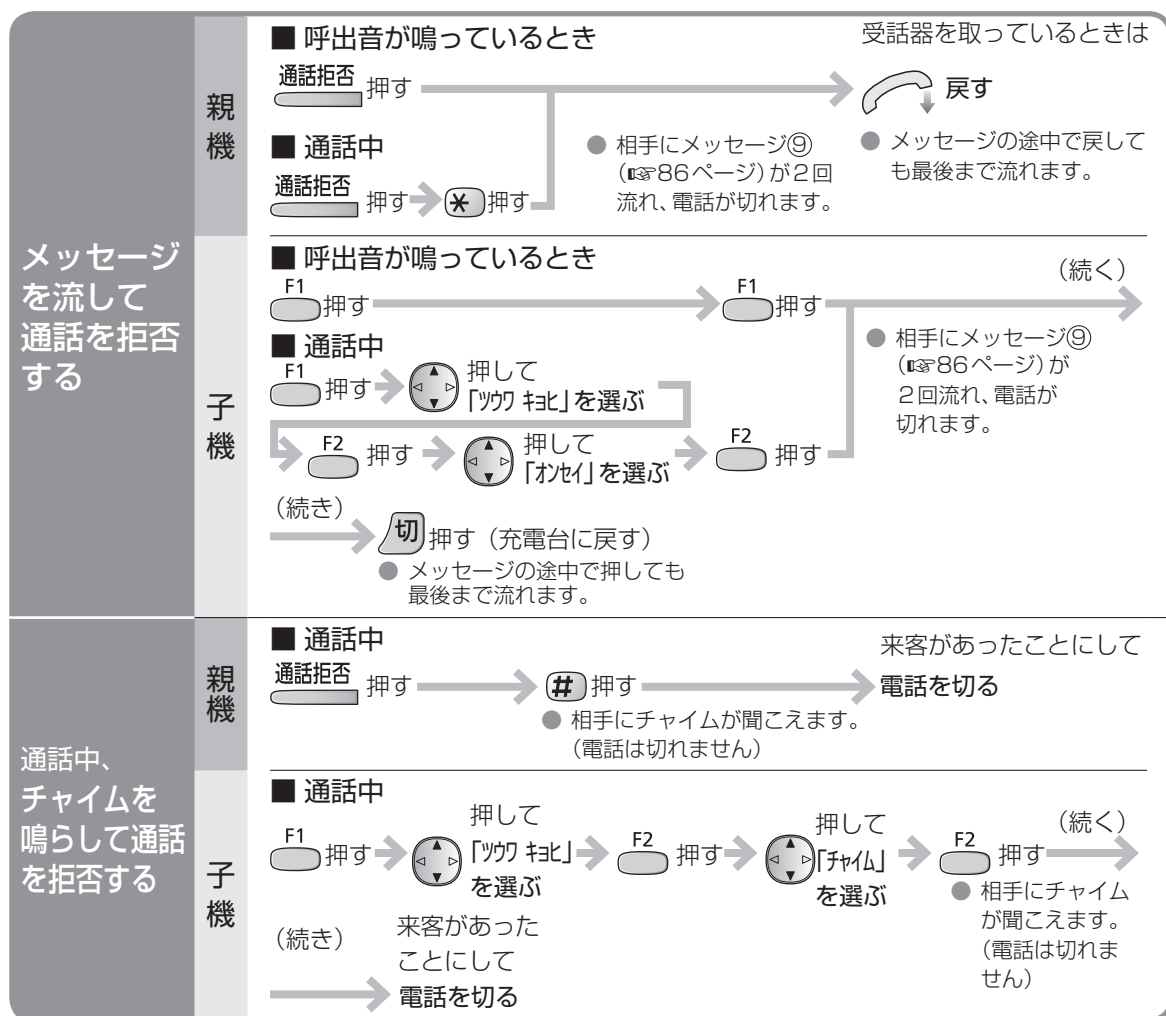 メッセージ
を流して
通話を拒否
する
親機
■ 呼出音が鳴っているとき
通話拒否 押す
■ 通話中
通話拒否 押す ＊ 押す
● 相手にメッセージ⑨
（☞86ページ）が2回
流れ、電話が切れます。
受話器を取っているときは
戻す
● メッセージの途中で戻して
も最後まで流れます。
子機
■ 呼出音が鳴っているとき
F1 押す F1 押す
（続く）
■ 通話中
F1 押す 押して
「ﾂｳﾜ ｷｮﾋ」を選ぶ
F2 押す 押して
「ｵﾝｾｲ」を選ぶ
F2 押す
● 相手にメッセージ⑨
（☞86ページ）が
2回流れ、電話が
切れます。
（続き）
切 押す（充電台に戻す）
● メッセージの途中で押しても
最後まで流れます。
通話中、
チャイムを
鳴らして通話
を拒否する
親機
■ 通話中
通話拒否 押す # 押す
● 相手にチャイムが聞こえます。
（電話は切れません）
来客があったことにして
電話を切る
子機
■ 通話中
F1 押す 押して
「ﾂｳﾜ ｷｮﾋ」
を選ぶ
F2 押す 押して
「ﾁｬｲﾑ」
を選ぶ
F2 押す
（続く）
● 相手にチャイム
が聞こえます。
（電話は切れま
せん）
（続き）
来客があった
ことにして
電話を切る